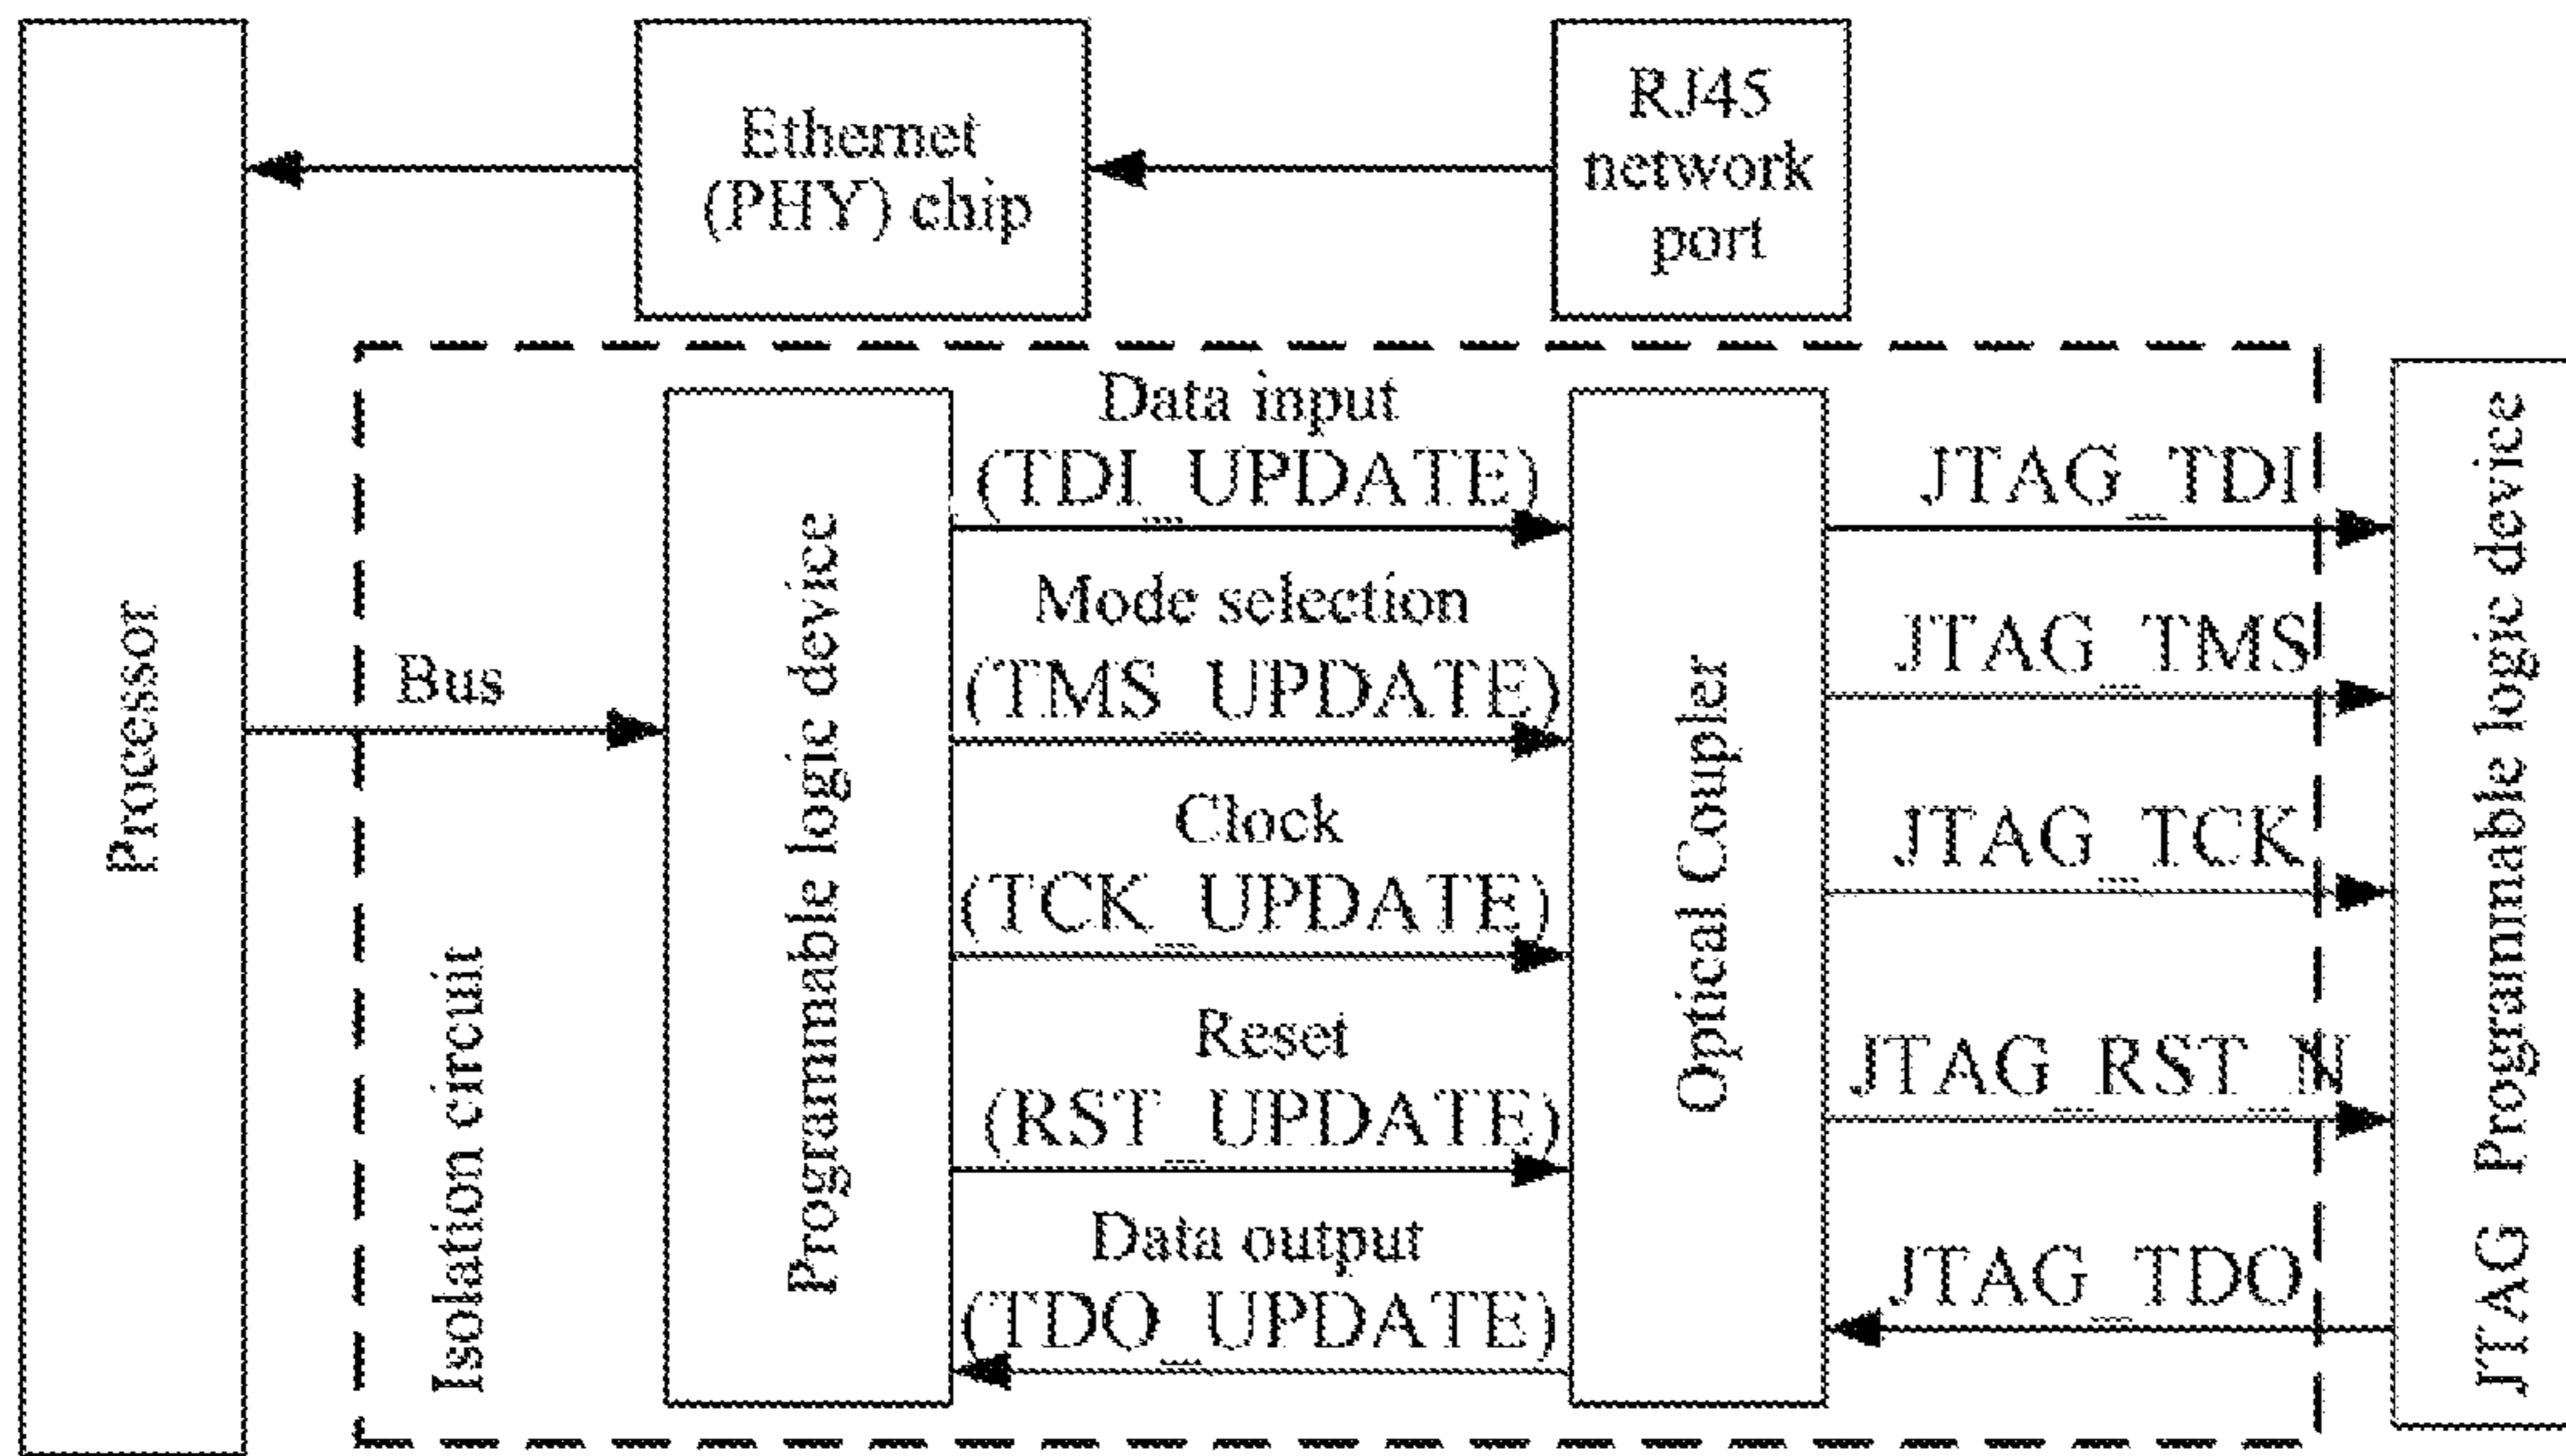 Processor
Ethernet
(PHY) chip
RJ45
network
port
Isolation circuit
Bus
Programmable logic device
Data input
(TDI_UPDATE)
Mode selection
(TMS_UPDATE)
Clock
(TCK_UPDATE)
Reset
(RST_UPDATE)
Data output
(TDO_UPDATE)
Optical Coupler
JTAG_TDI
JTAG_TMS
JTAG_TCK
JTAG_RST_N
JTAG_TDO
JTAG Programmable logic device